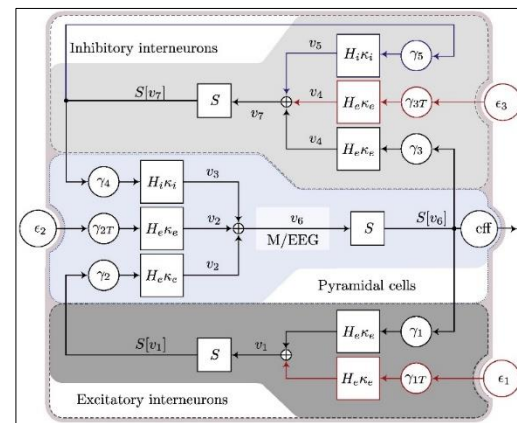 Inhibitory interneurons
v₅
Hᵢκᵢ
γ₅
S[v₇]
S
v₇
v₄
Hₑκₑ
γ₃T
ϵ₃
v₄
Hₑκₑ
γ₃
γ₄
Hᵢκᵢ
v₃
ϵ₂
γ₂T
Hₑκₑ
v₂
v₆
M/EEG
S
S[v₆]
eff
γ₂
Hₑκₑ
v₂
Pyramidal cells
Hₑκₑ
γ₁
S[v₁]
S
v₁
Hₑκₑ
γ₁T
ϵ₁
Excitatory interneurons